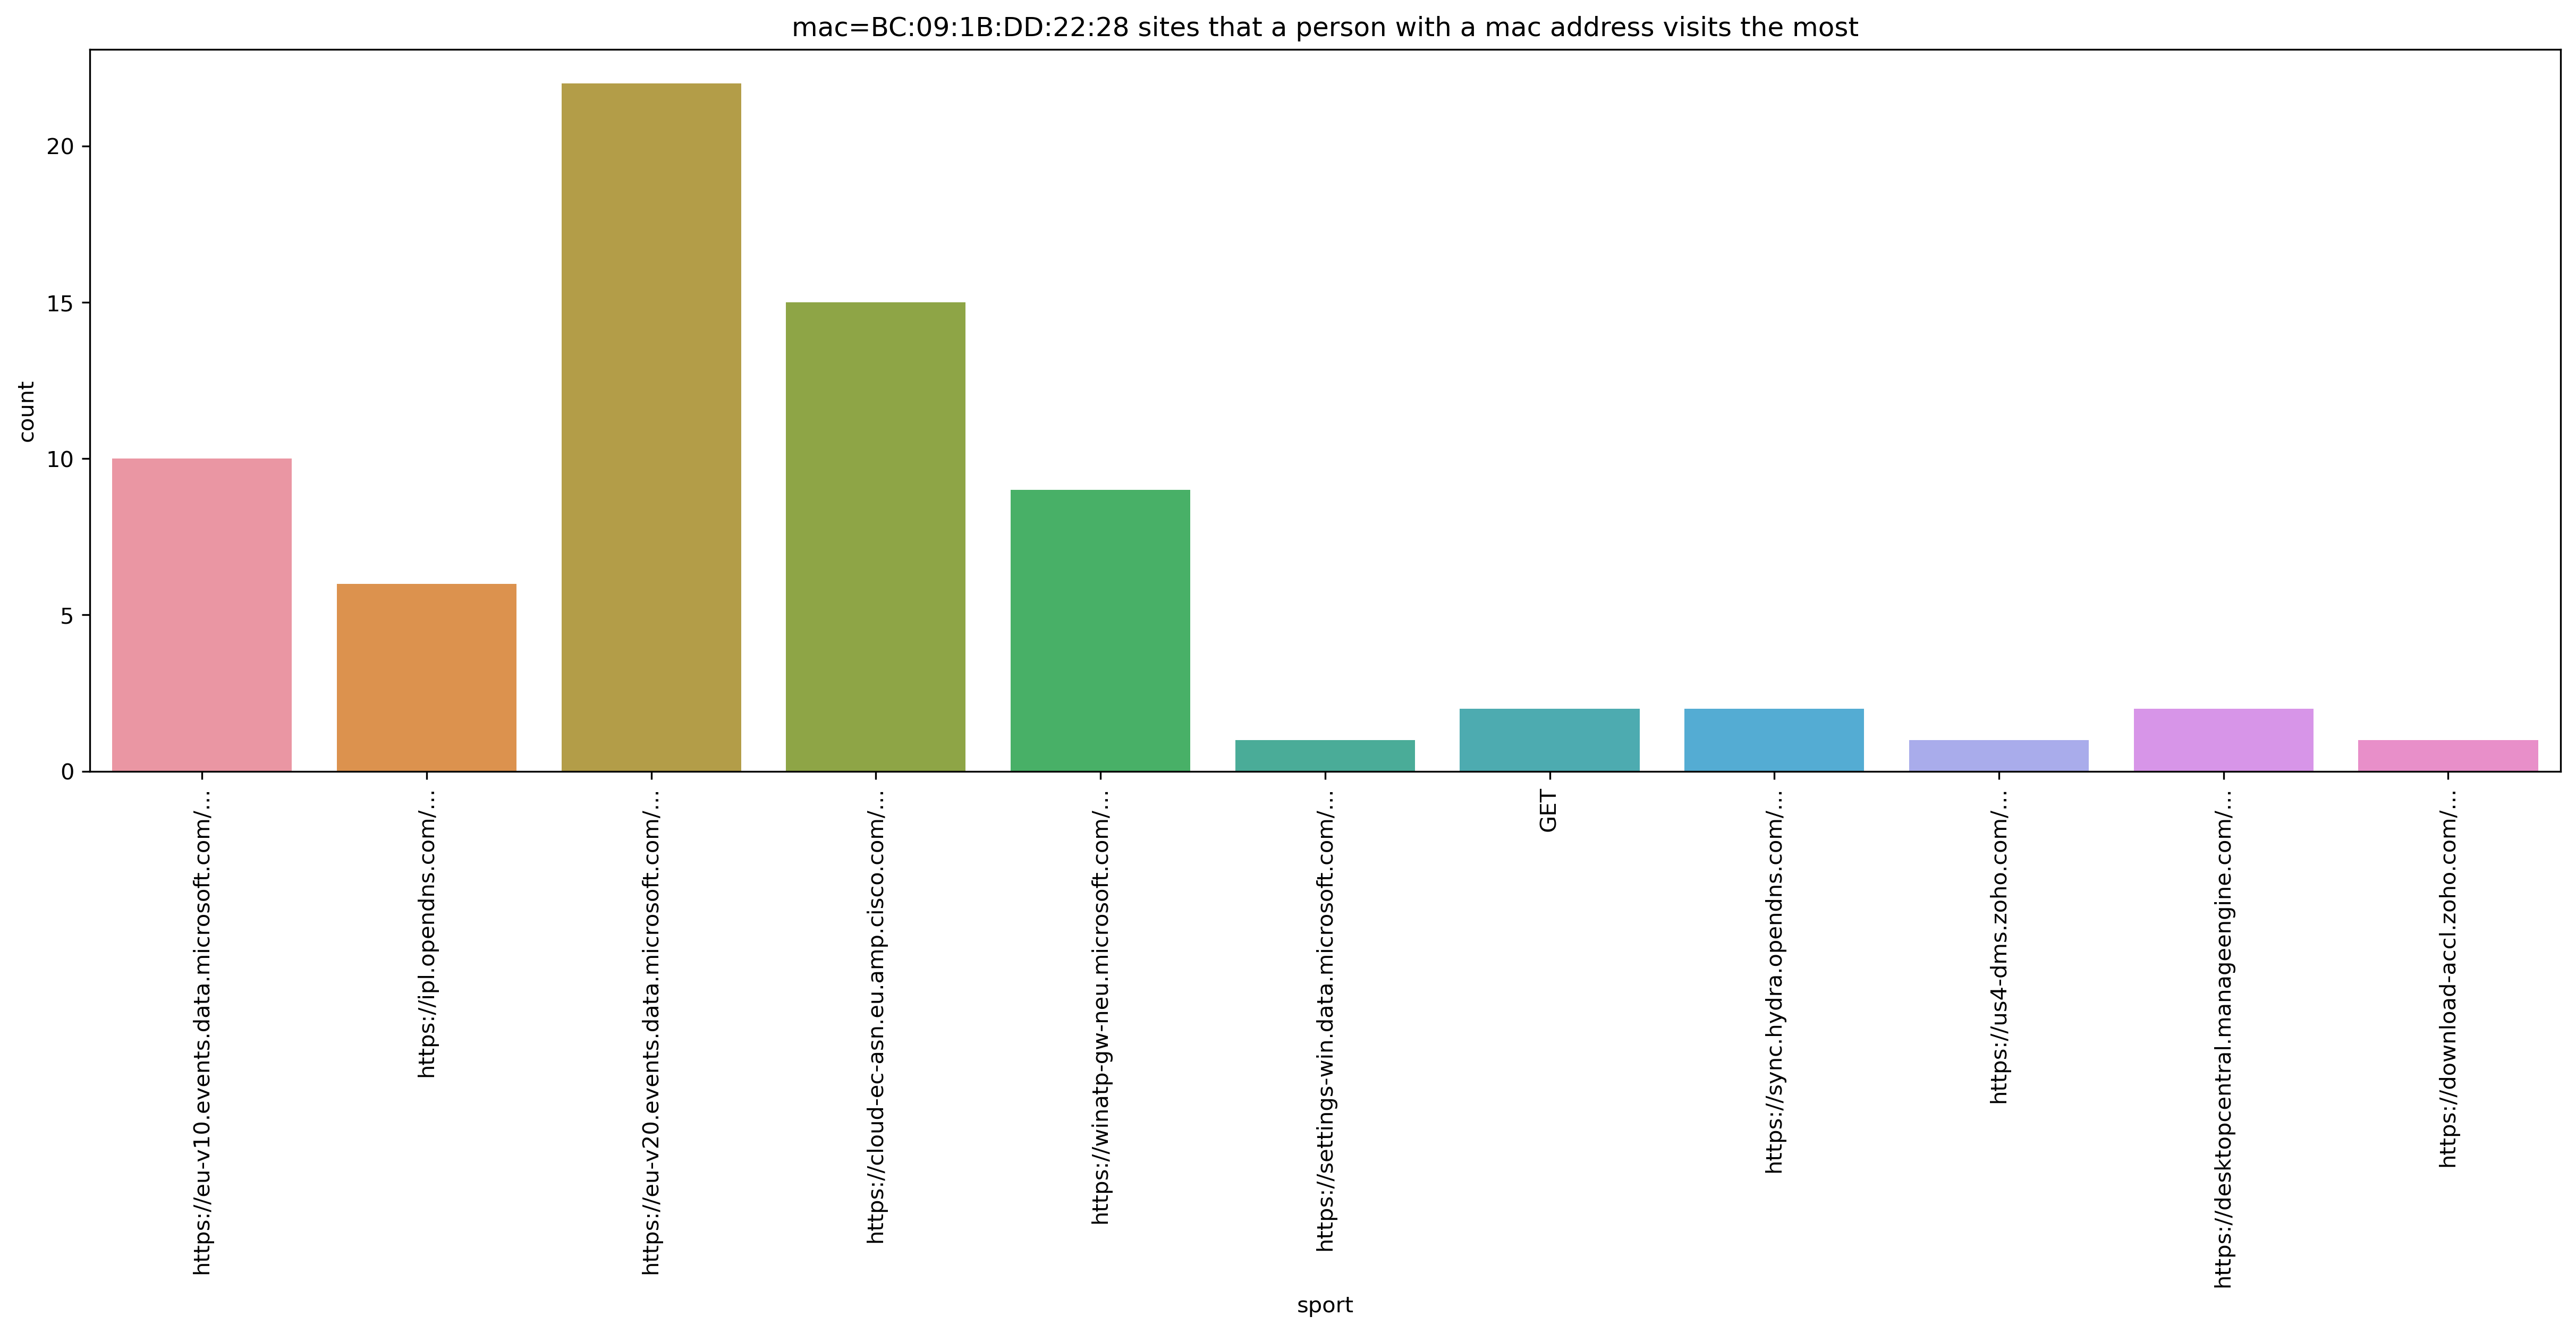 mac=BC:09:1B:DD:22:28 sites that a person with a mac address visits the most
count
20
15
10
5
0
https://eu-v10.events.data.microsoft.com/...
https://ipl.opendns.com/...
https://eu-v20.events.data.microsoft.com/...
https://cloud-ec-asn.eu.amp.cisco.com/...
https://winatp-gw-neu.microsoft.com/...
https://settings-win.data.microsoft.com/...
GET
https://sync.hydra.opendns.com/...
https://us4-dms.zoho.com/...
https://desktopcentral.manageengine.com/...
https://download-accl.zoho.com/...
sport